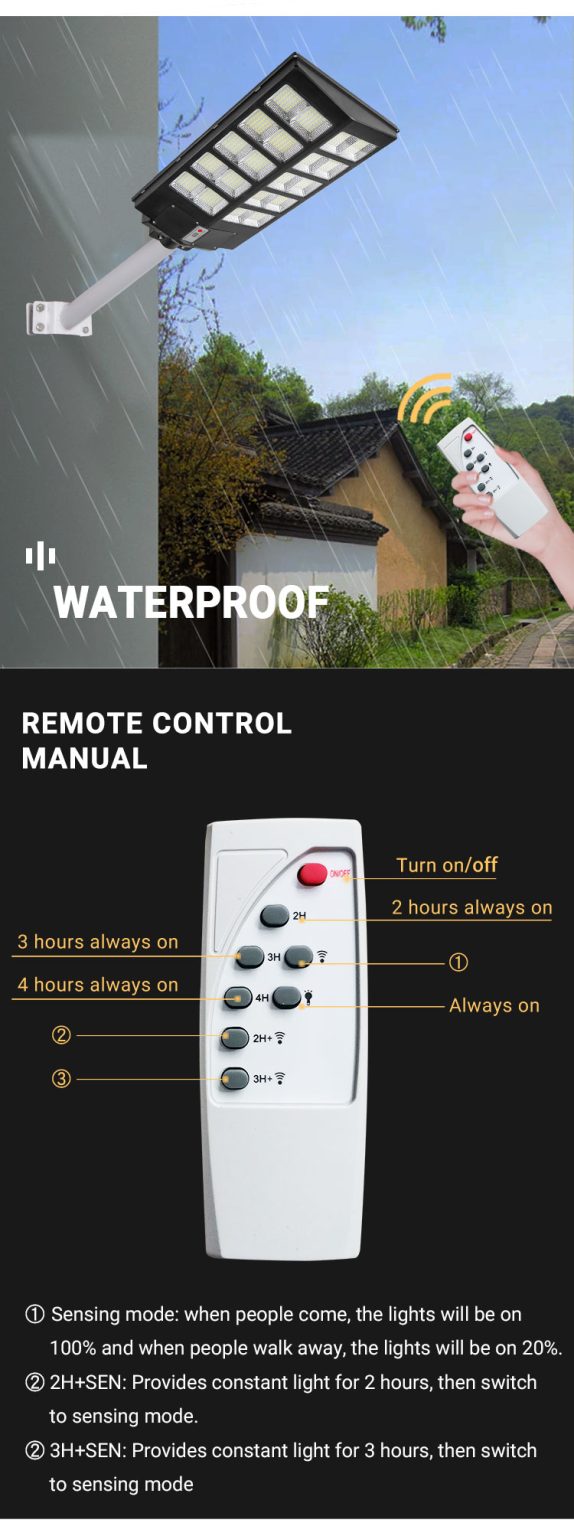 WATERPROOF
REMOTE CONTROL
MANUAL
Turn on/off
ON/OFF
2 hours always on
2H
3 hours always on
3H
①
4 hours always on
4H
Always on
②
2H+
③
3H+
① Sensing mode: when people come, the lights will be on
100% and when people walk away, the lights will be on 20%.
② 2H+SEN: Provides constant light for 2 hours, then switch
to sensing mode.
② 3H+SEN: Provides constant light for 3 hours, then switch
to sensing mode